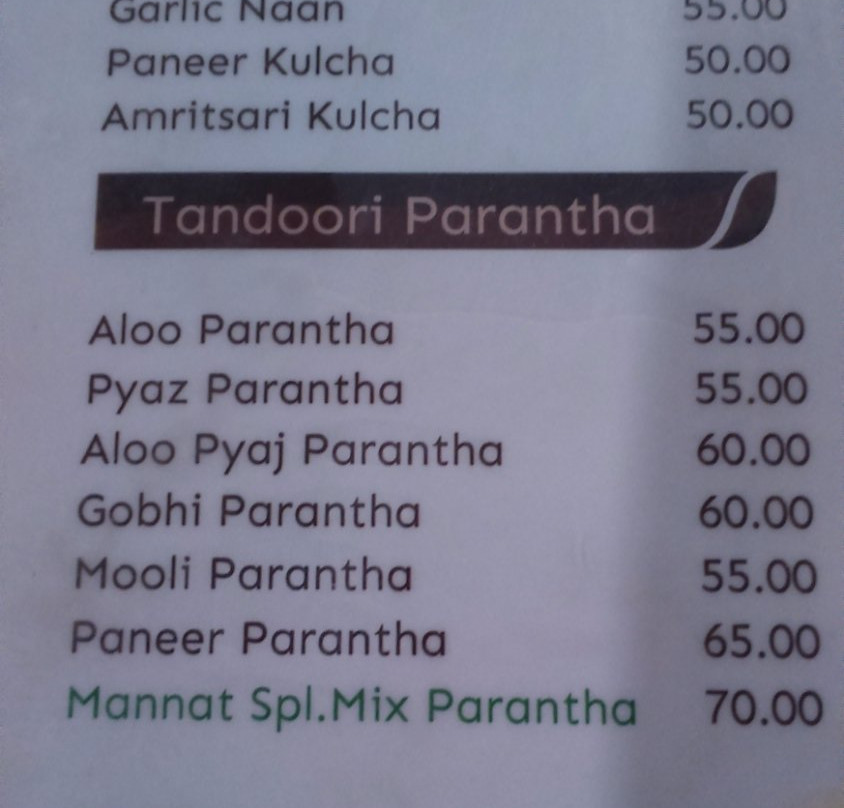 Garlic Naan 55.00
Paneer Kulcha 50.00
Amritsari Kulcha 50.00
Tandoori Parantha
Aloo Parantha 55.00
Pyaz Parantha 55.00
Aloo Pyaj Parantha 60.00
Gobhi Parantha 60.00
Mooli Parantha 55.00
Paneer Parantha 65.00
Mannat Spl.Mix Parantha 70.00